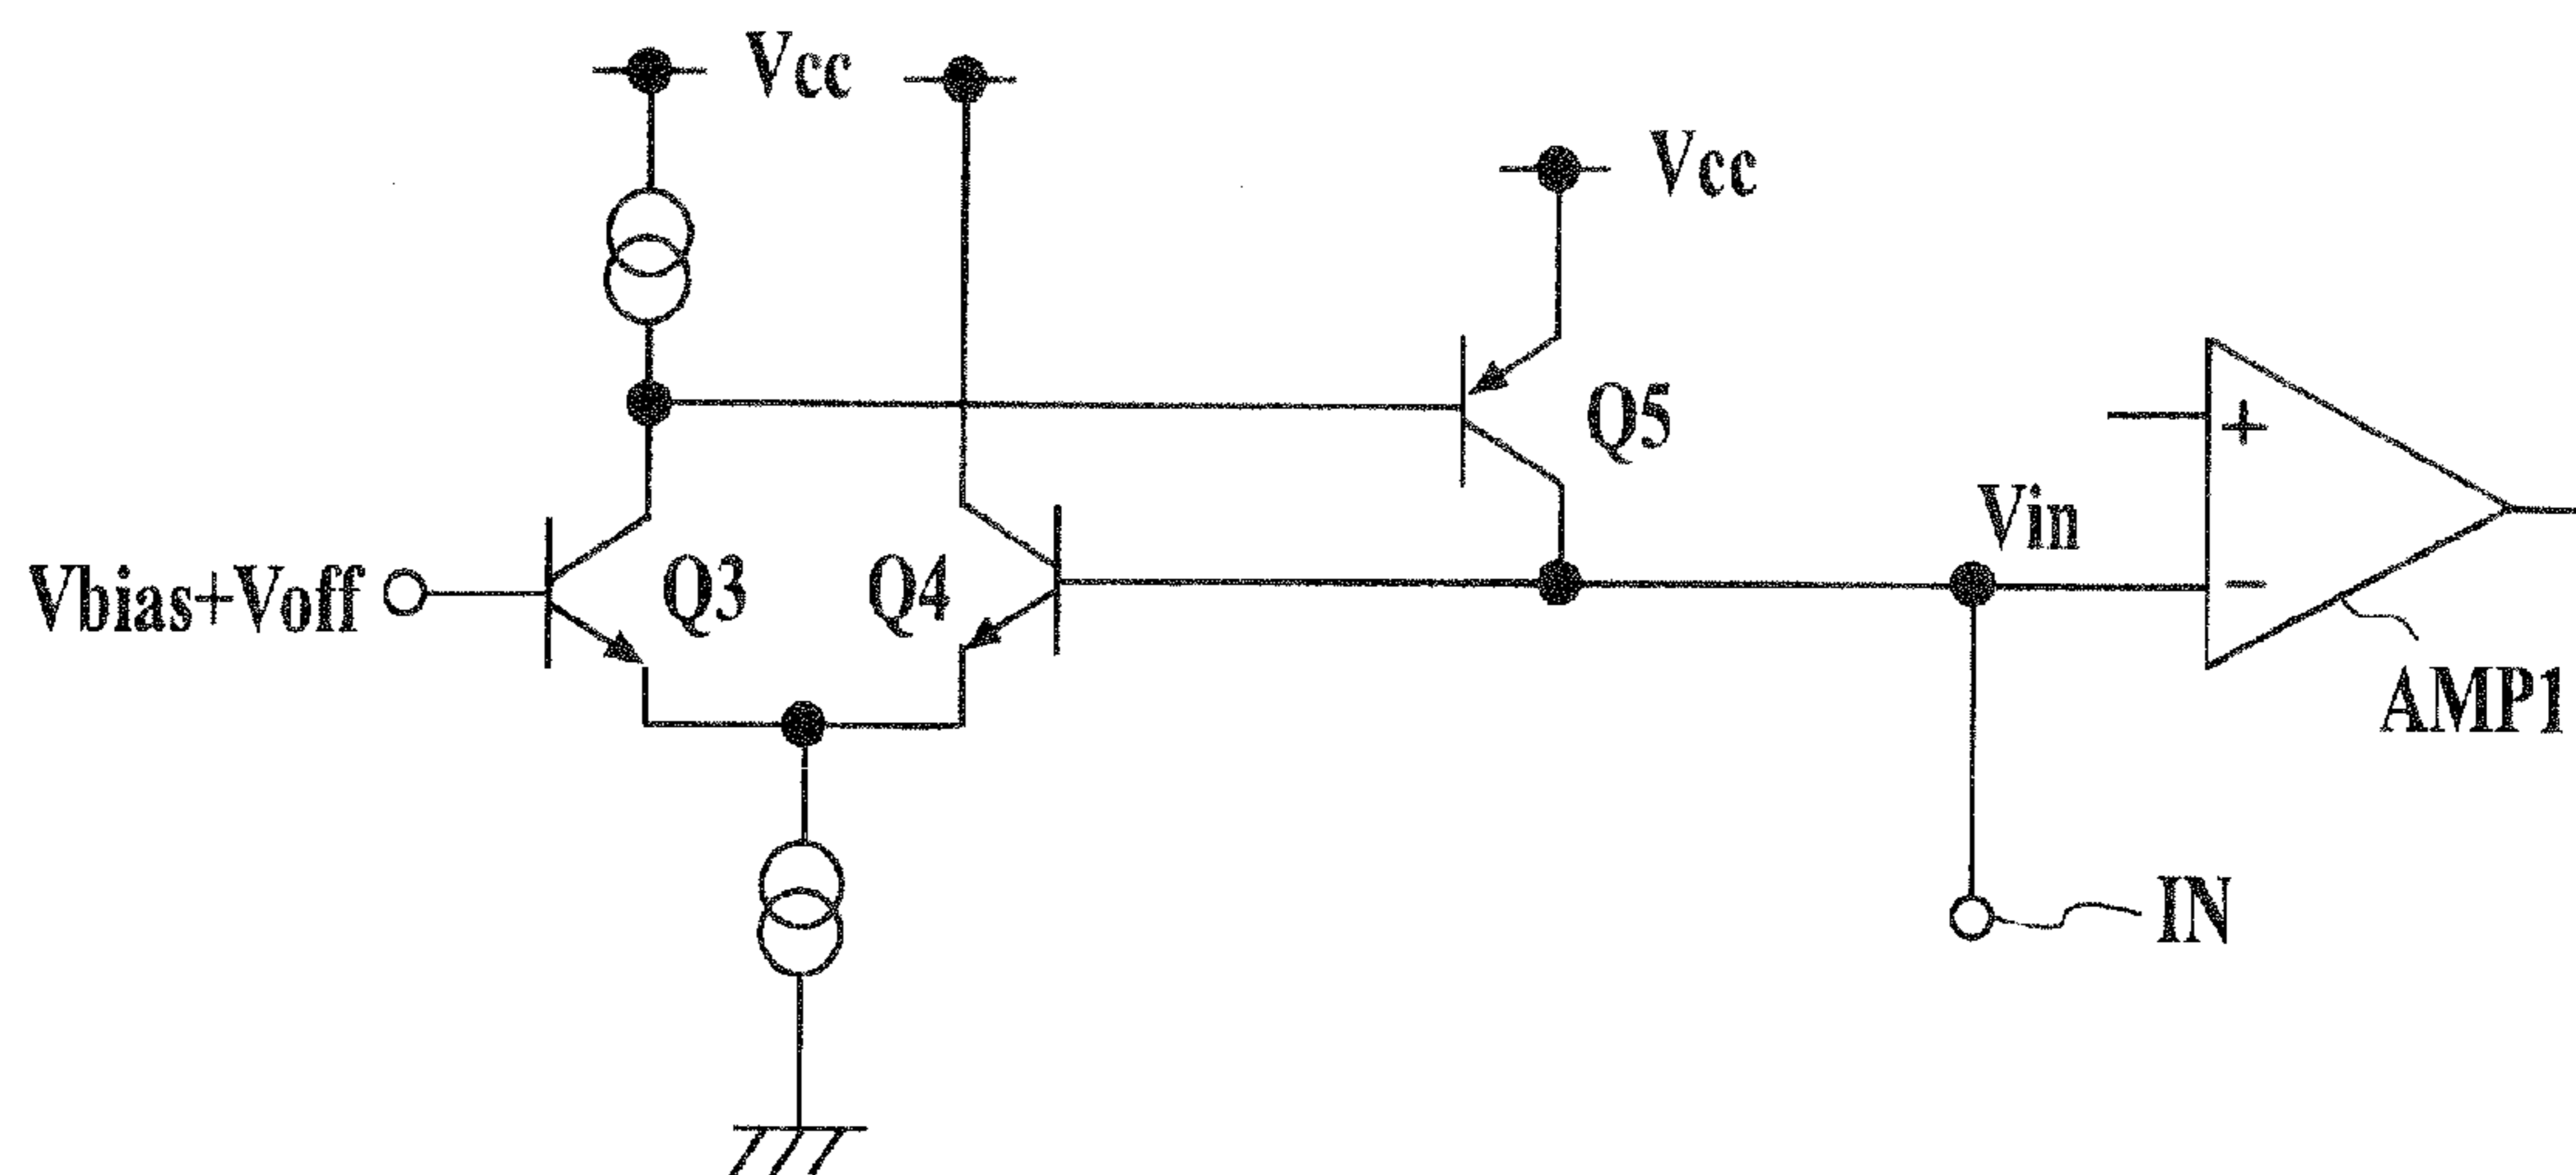 Vcc
Vcc
Q5
Vin
+
Vbias+Voff
Q3
Q4
−
AMP1
IN